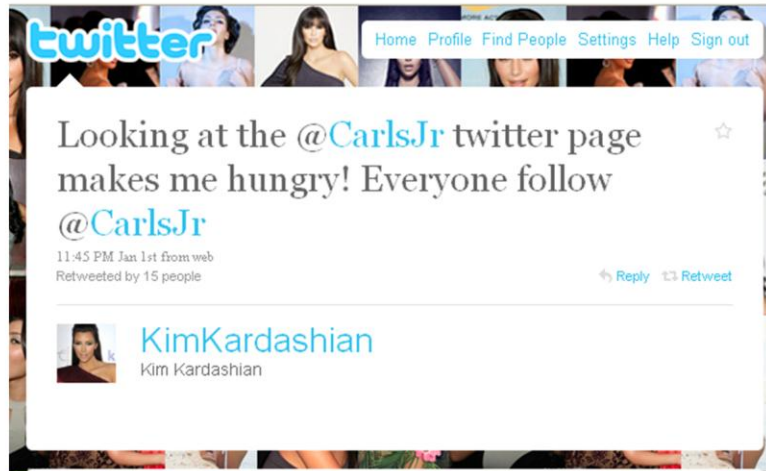 twitter
Home Profile Find People Settings Help Sign out
Looking at the @CarlsJr twitter page
makes me hungry! Everyone follow
@CarlsJr
11:45 PM Jan 1st from web
Retweeted by 15 people
Reply Retweet
KimKardashian
Kim Kardashian